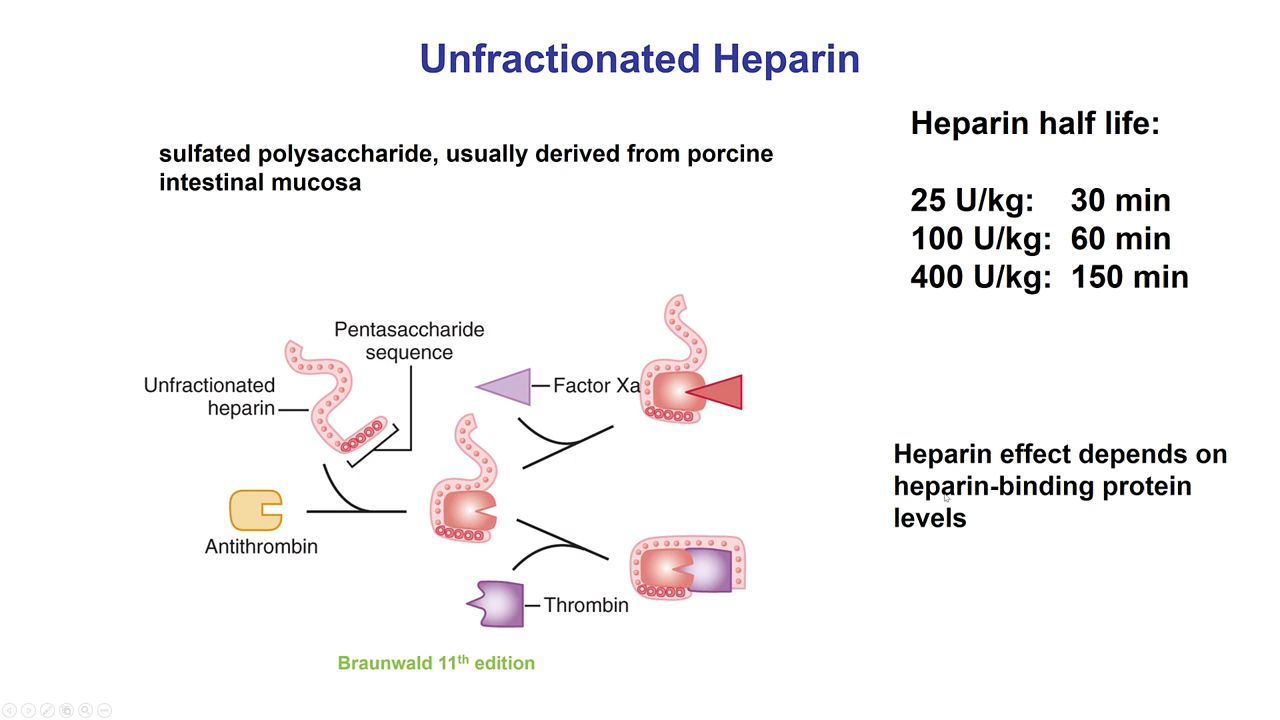 Unfractionated Heparin
sulfated polysaccharide, usually derived from porcine
intestinal mucosa
Heparin half life:
25 U/kg: 30 min
100 U/kg: 60 min
400 U/kg: 150 min
Pentasaccharide
sequence
Unfractionated
heparin
Factor Xa
Antithrombin
Thrombin
Heparin effect depends on
heparin-binding protein
levels
Braunwald 11th edition